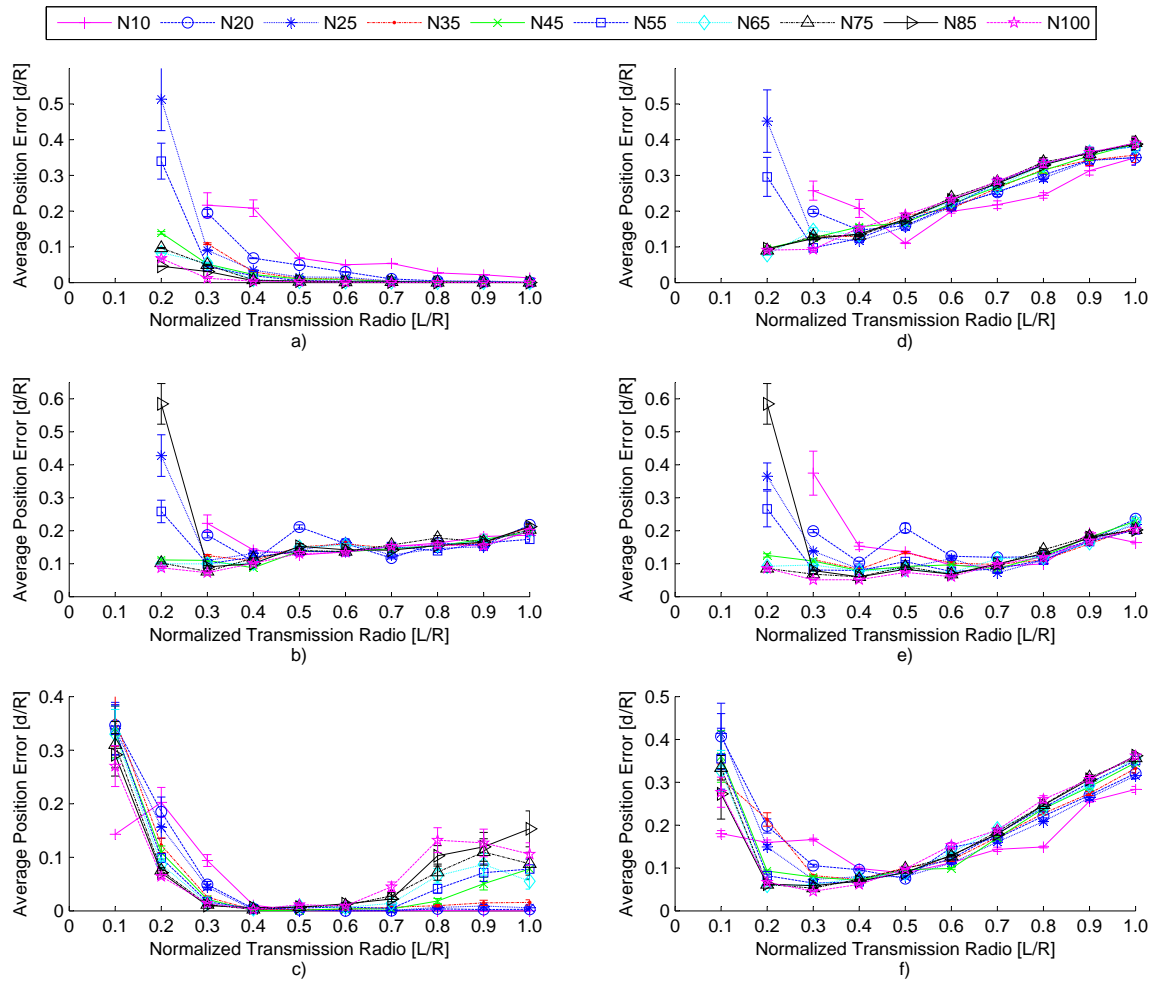 N10 N20 N25 N35 N45 N55 N65 N75 N85 N100
Average Position Error [d/R]
0.5
0.4
0.3
0.2
0.1
0
0 0.1 0.2 0.3 0.4 0.5 0.6 0.7 0.8 0.9 1.0
Normalized Transmission Radio [L/R]
a)
Average Position Error [d/R]
0.5
0.4
0.3
0.2
0.1
0
0 0.1 0.2 0.3 0.4 0.5 0.6 0.7 0.8 0.9 1.0
Normalized Transmission Radio [L/R]
d)
Average Position Error [d/R]
0.6
0.5
0.4
0.3
0.2
0.1
0
0 0.1 0.2 0.3 0.4 0.5 0.6 0.7 0.8 0.9 1.0
Normalized Transmission Radio [L/R]
b)
Average Position Error [d/R]
0.6
0.5
0.4
0.3
0.2
0.1
0
0 0.1 0.2 0.3 0.4 0.5 0.6 0.7 0.8 0.9 1.0
Normalized Transmission Radio [L/R]
e)
Average Position Error [d/R]
0.4
0.3
0.2
0.1
0
0 0.1 0.2 0.3 0.4 0.5 0.6 0.7 0.8 0.9 1.0
Normalized Transmission Radio [L/R]
c)
Average Position Error [d/R]
0.5
0.4
0.3
0.2
0.1
0
0 0.1 0.2 0.3 0.4 0.5 0.6 0.7 0.8 0.9 1.0
Normalized Transmission Radio [L/R]
f)